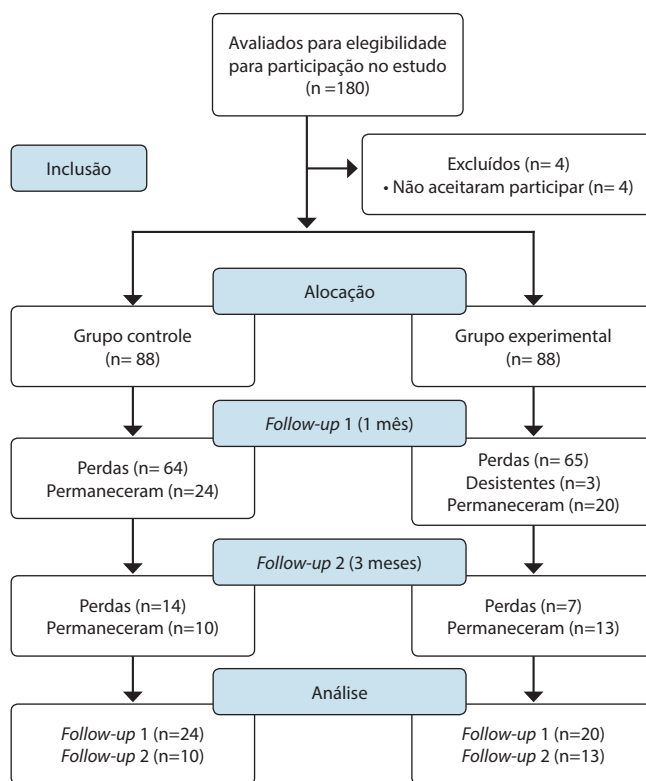 Avaliados para elegibilidade
para participação no estudo
(n =180)
Inclusão
Excluídos (n= 4)
• Não aceitaram participar (n= 4)
Alocação
Grupo controle
(n= 88)
Grupo experimental
(n= 88)
Follow-up 1 (1 mês)
Perdas (n= 64)
Permaneceram (n=24)
Perdas (n= 65)
Desistentes (n=3)
Permaneceram (n=20)
Follow-up 2 (3 meses)
Perdas (n=14)
Permaneceram (n=10)
Perdas (n=7)
Permaneceram (n=13)
Análise
Follow-up 1 (n=24)
Follow-up 2 (n=10)
Follow-up 1 (n=20)
Follow-up 2 (n=13)